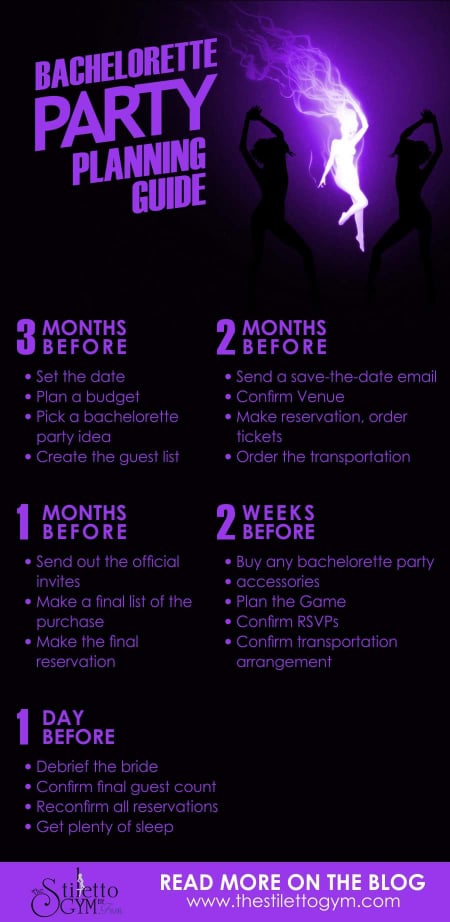 BACHELORETTE
PARTY
PLANNING
GUIDE
3 MONTHS
BEFORE
• Set the date
• Plan a budget
• Pick a bachelorette
party idea
• Create the guest list
2 MONTHS
BEFORE
• Send a save-the-date email
• Confirm Venue
• Make reservation, order
tickets
• Order the transportation
1 MONTHS
BEFORE
• Send out the official
invites
• Make a final list of the
purchase
• Make the final
reservation
2 WEEKS
BEFORE
• Buy any bachelorette party
• accessories
• Plan the Game
• Confirm RSVPs
• Confirm transportation
arrangement
1 DAY
BEFORE
• Debrief the bride
• Confirm final guest count
• Reconfirm all reservations
• Get plenty of sleep
The Stiletto
GYM
READ MORE ON THE BLOG
www.thestilettogym.com